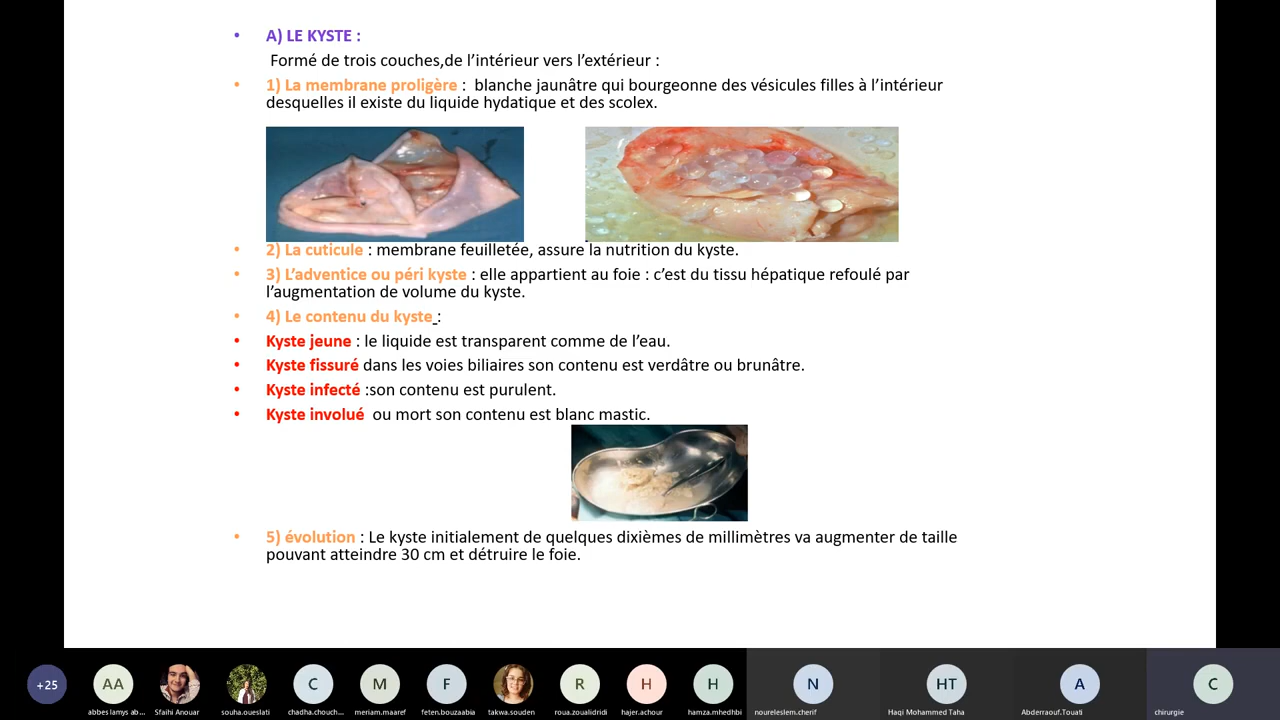 • A) LE KYSTE :
Formé de trois couches,de l’intérieur vers l’extérieur :
• 1) La membrane proligère : blanche jaunâtre qui bourgeonne des vésicules filles à l’intérieur
desquelles il existe du liquide hydatique et des scolex.
• 2) La cuticule : membrane feuilletée, assure la nutrition du kyste.
• 3) L’adventice ou péri kyste : elle appartient au foie : c’est du tissu hépatique refoulé par
l’augmentation de volume du kyste.
• 4) Le contenu du kyste :
• Kyste jeune : le liquide est transparent comme de l’eau.
• Kyste fissuré dans les voies biliaires son contenu est verdâtre ou brunâtre.
• Kyste infecté :son contenu est purulent.
• Kyste involué ou mort son contenu est blanc mastic.
• 5) évolution : Le kyste initialement de quelques dixièmes de millimètres va augmenter de taille
pouvant atteindre 30 cm et détruire le foie.
+25 AA C M F R H H N HT A C
abbes lamys ab... Sfaihi Anouar souha.oueslati chadha.chouch... meriam.maaref feten.bouzaabia takwa.souden roua.zoualidridi hajer.achour hamza.mhedhbi noureleslem.cherif Haqi Mohammed Taha Abderraouf.Touati chirurgie